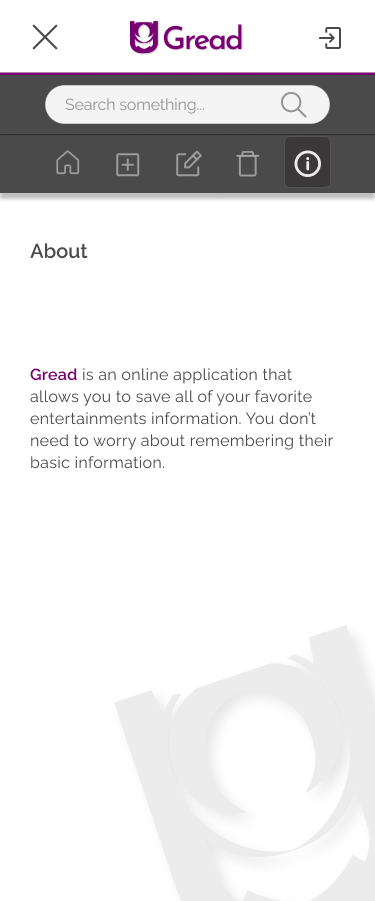 Gread
Search something...
About
Gread is an online application that
allows you to save all of your favorite
entertainments information. You don't
need to worry about remembering their
basic information.